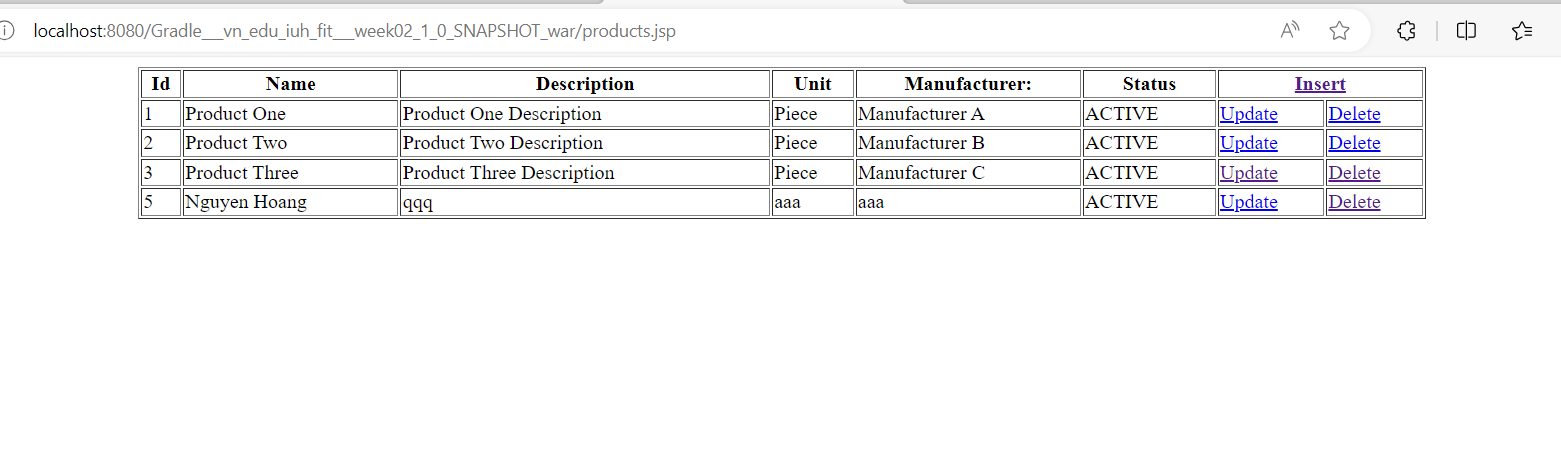 localhost:8080/Gradle___vn_edu_iuh_fit___week02_1_0_SNAPSHOT_war/products.jsp
Id Name Description Unit Manufacturer: Status Insert
1 Product One Product One Description Piece Manufacturer A ACTIVE Update Delete
2 Product Two Product Two Description Piece Manufacturer B ACTIVE Update Delete
3 Product Three Product Three Description Piece Manufacturer C ACTIVE Update Delete
5 Nguyen Hoang qqq aaa aaa ACTIVE Update Delete